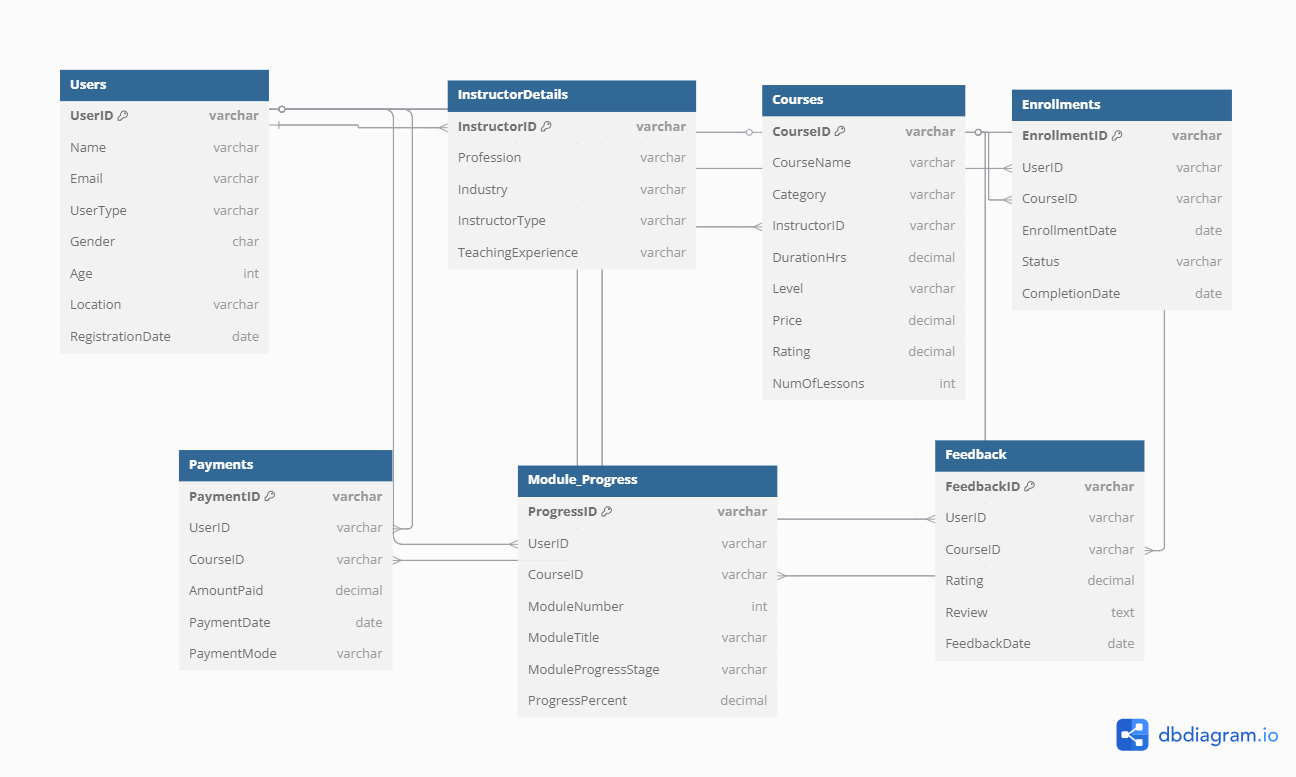 Users
UserID varchar
Name varchar
Email varchar
UserType varchar
Gender char
Age int
Location varchar
RegistrationDate date
InstructorDetails
InstructorID varchar
Profession varchar
Industry varchar
InstructorType varchar
TeachingExperience varchar
Courses
CourseID varchar
CourseName varchar
Category varchar
InstructorID varchar
DurationHrs decimal
Level varchar
Price decimal
Rating decimal
NumOfLessons int
Enrollments
EnrollmentID varchar
UserID varchar
CourseID varchar
EnrollmentDate date
Status varchar
CompletionDate date
Payments
PaymentID varchar
UserID varchar
CourseID varchar
AmountPaid decimal
PaymentDate date
PaymentMode varchar
Module_Progress
ProgressID varchar
UserID varchar
CourseID varchar
ModuleNumber int
ModuleTitle varchar
ModuleProgressStage varchar
ProgressPercent decimal
Feedback
FeedbackID varchar
UserID varchar
CourseID varchar
Rating decimal
Review text
FeedbackDate date
dbdiagram.io